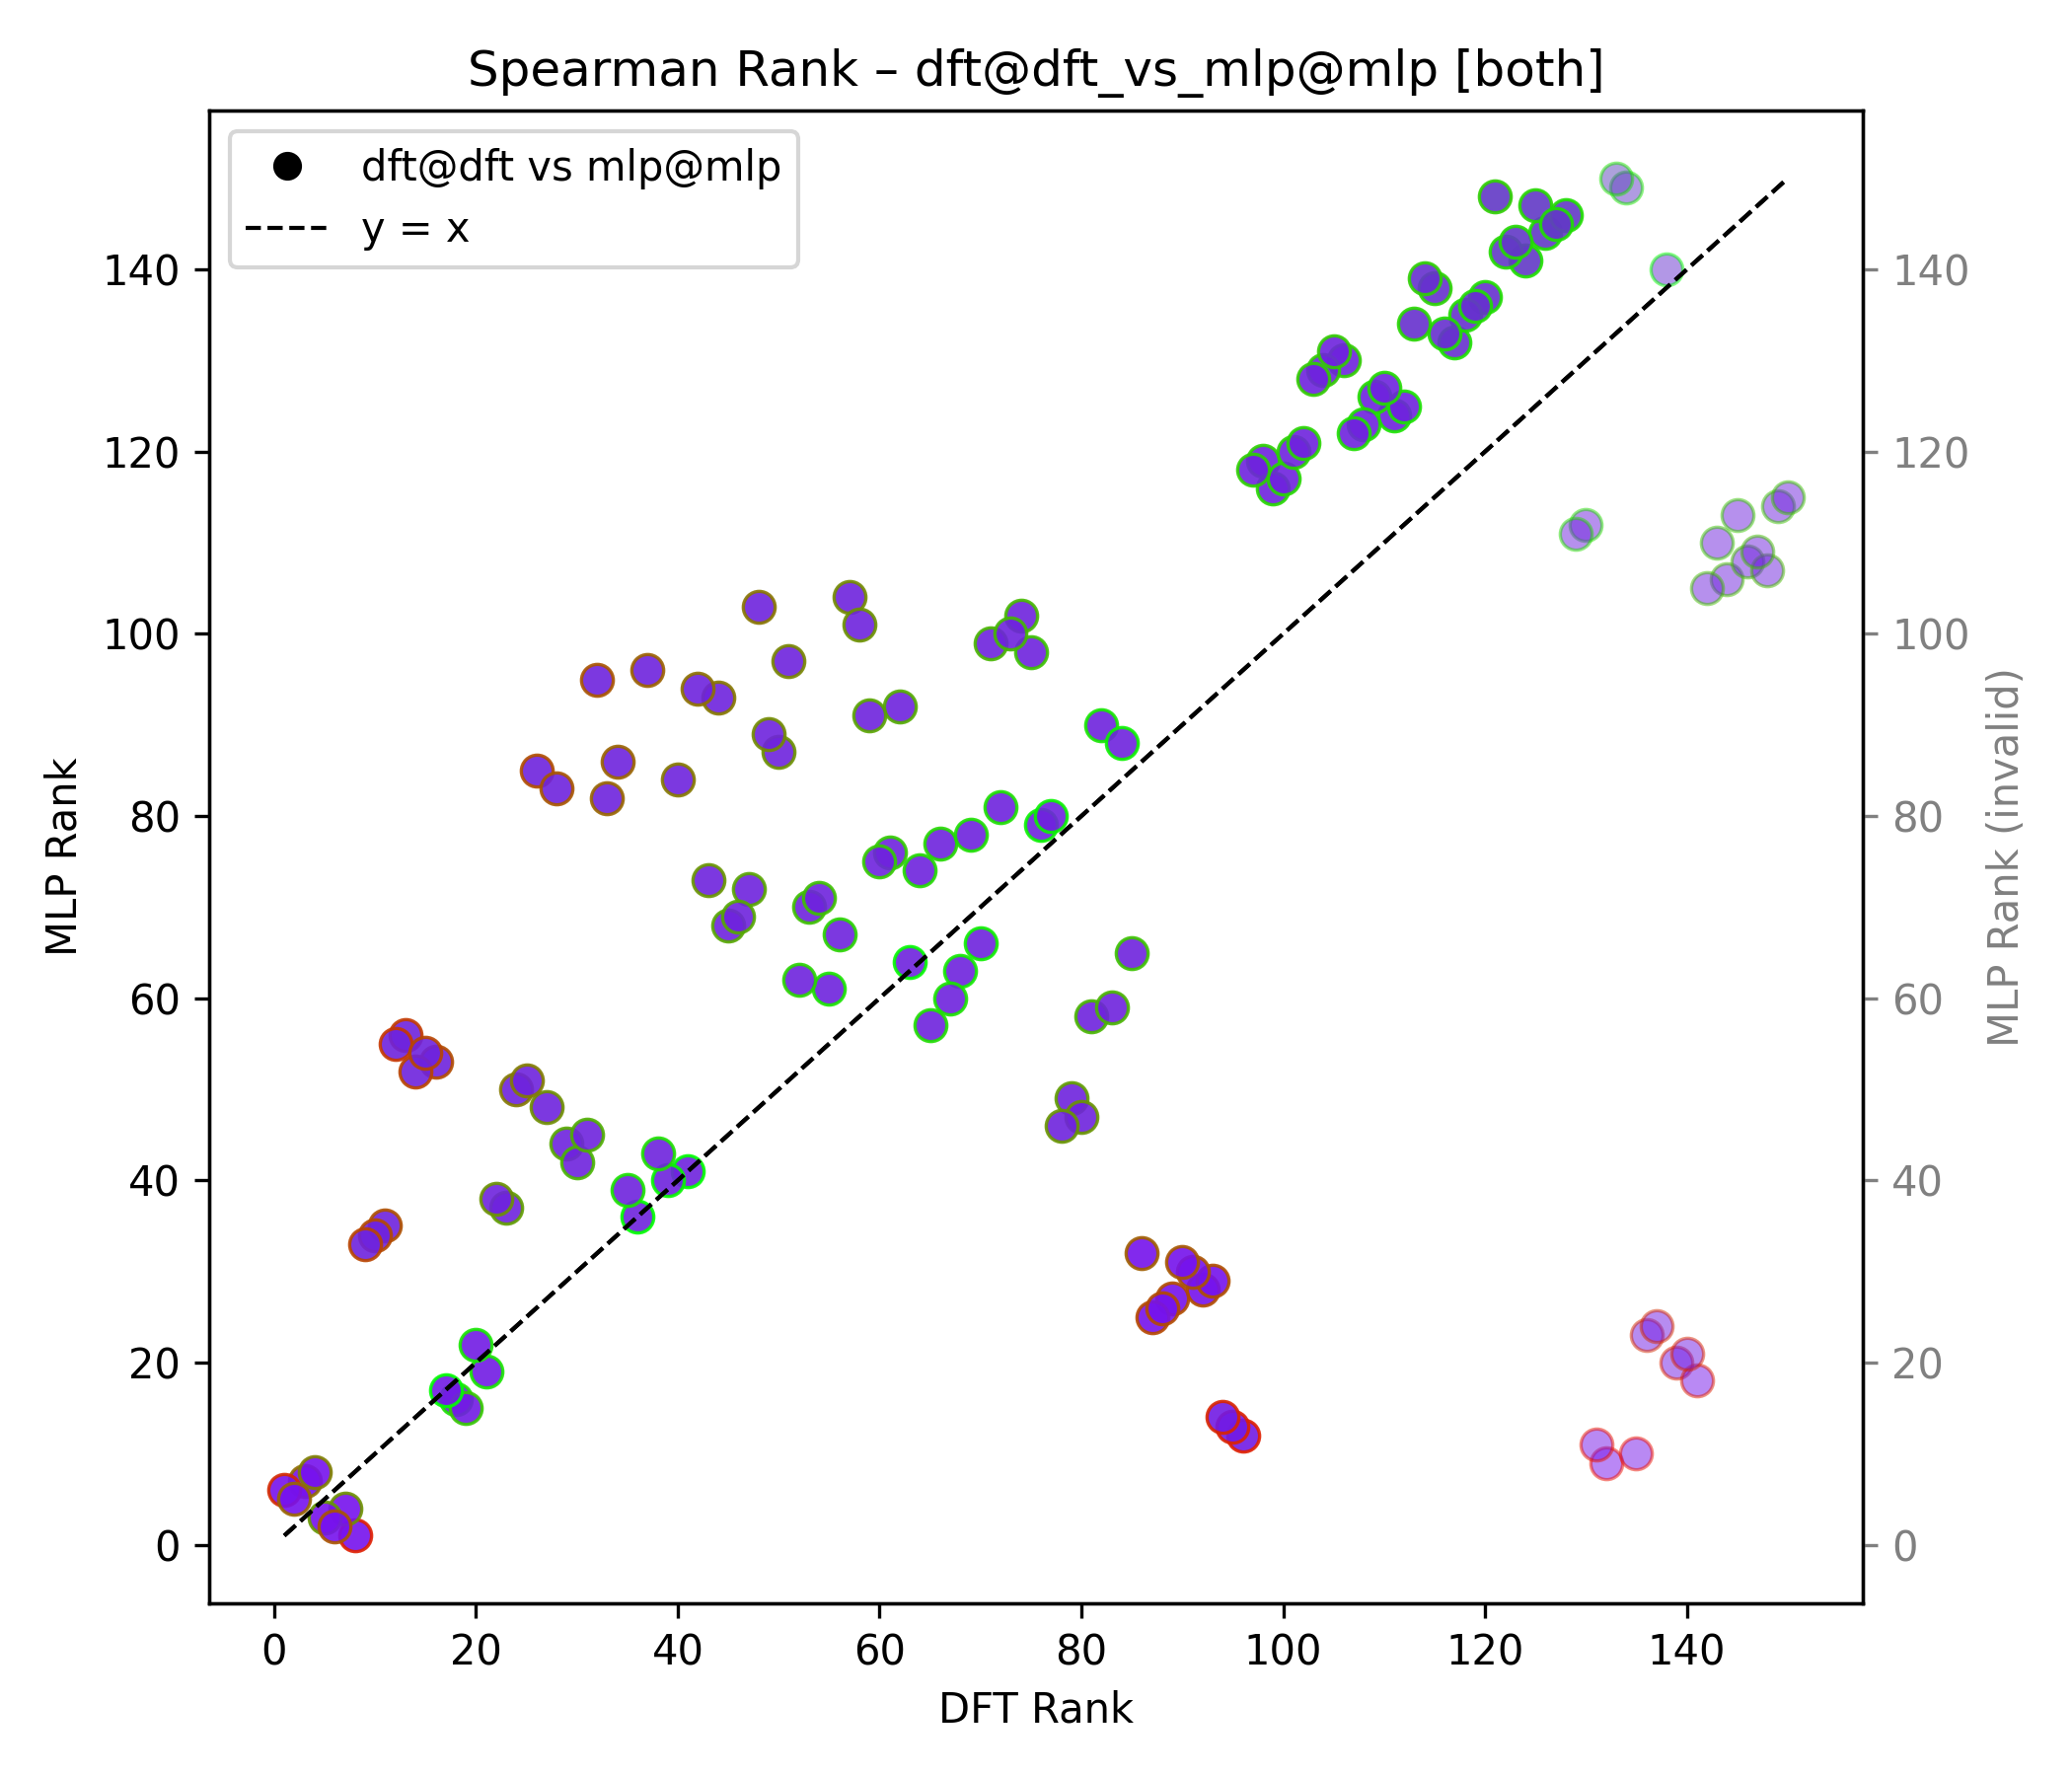 Spearman Rank – dft@dft_vs_mlp@mlp [both]
dft@dft vs mlp@mlp
y = x
MLP Rank
140
120
100
80
60
40
20
0
0 20 40 60 80 100 120 140
DFT Rank
140
120
100
80
60
40
20
0
MLP Rank (invalid)